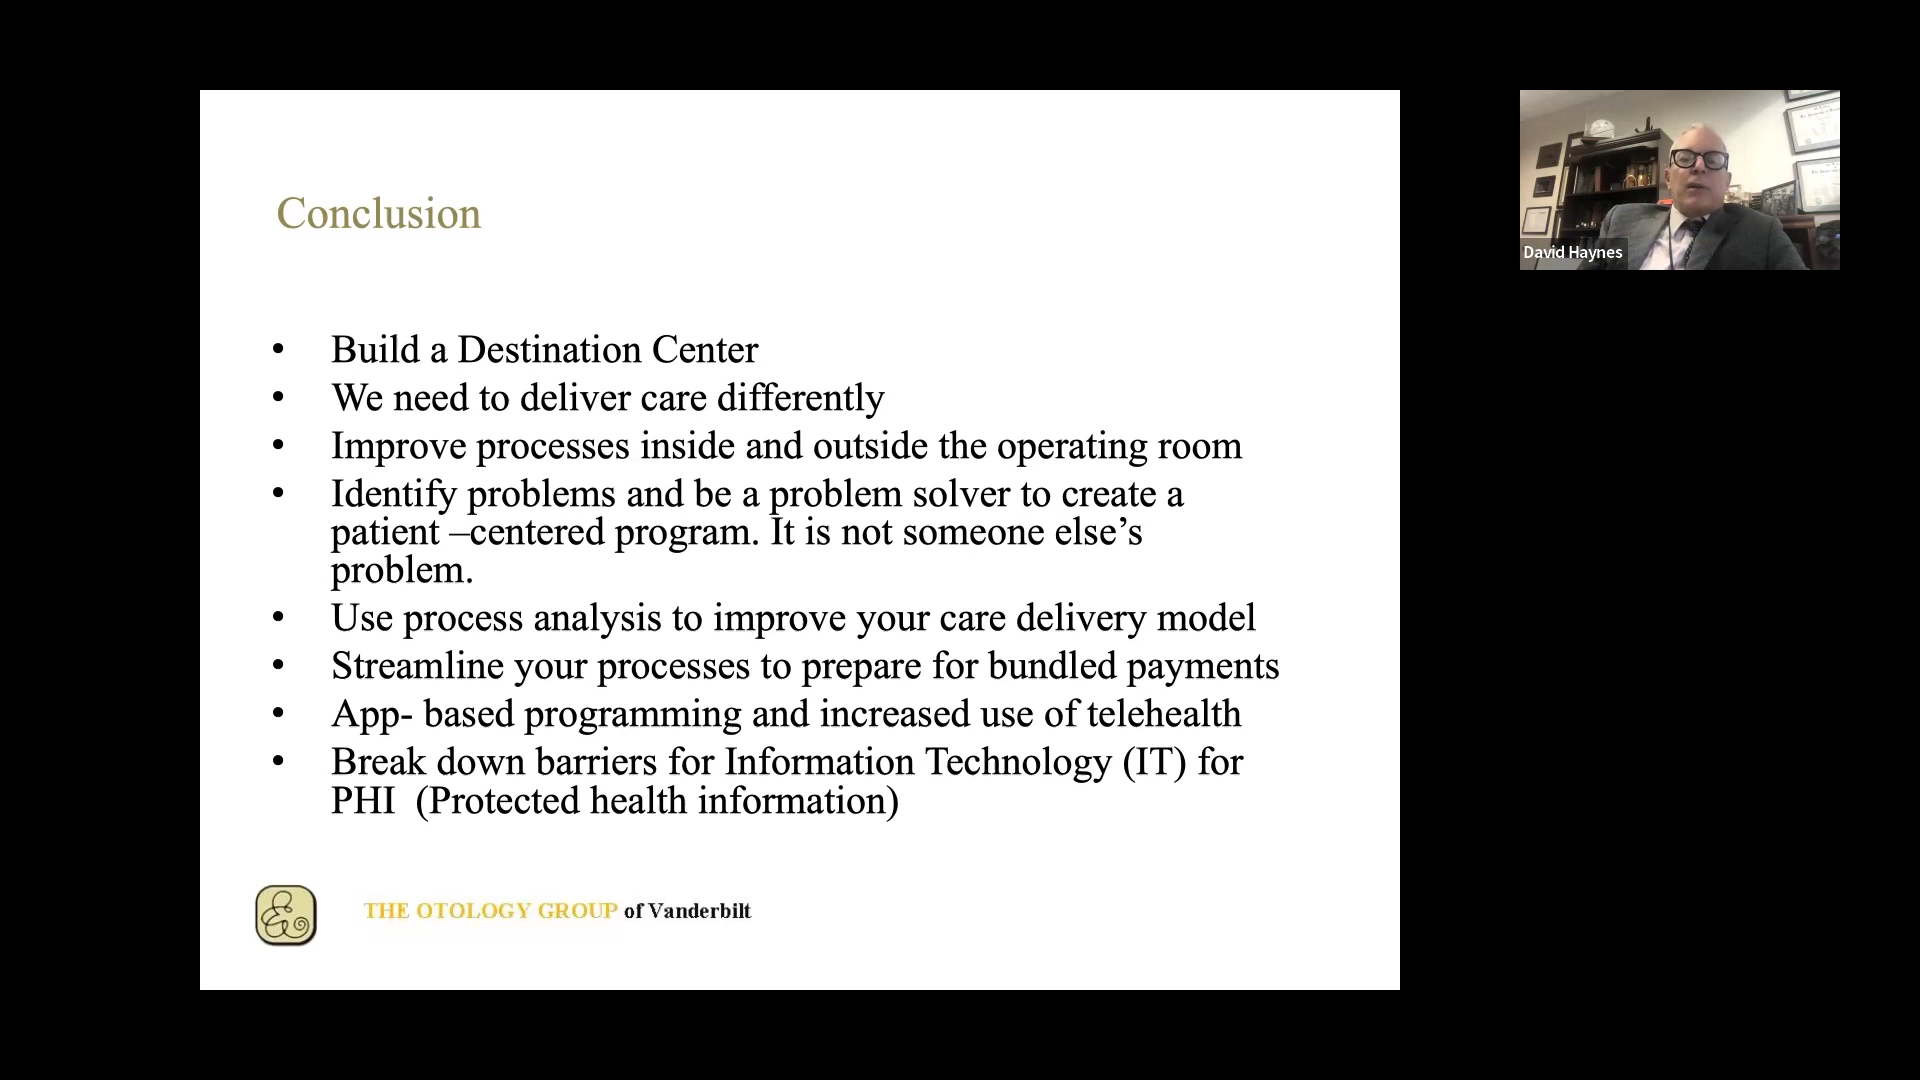 Conclusion
• Build a Destination Center
• We need to deliver care differently
• Improve processes inside and outside the operating room
• Identify problems and be a problem solver to create a
patient –centered program. It is not someone else’s
problem.
• Use process analysis to improve your care delivery model
• Streamline your processes to prepare for bundled payments
• App- based programming and increased use of telehealth
• Break down barriers for Information Technology (IT) for
PHI  (Protected health information)
THE OTOLOGY GROUP of Vanderbilt
David Haynes